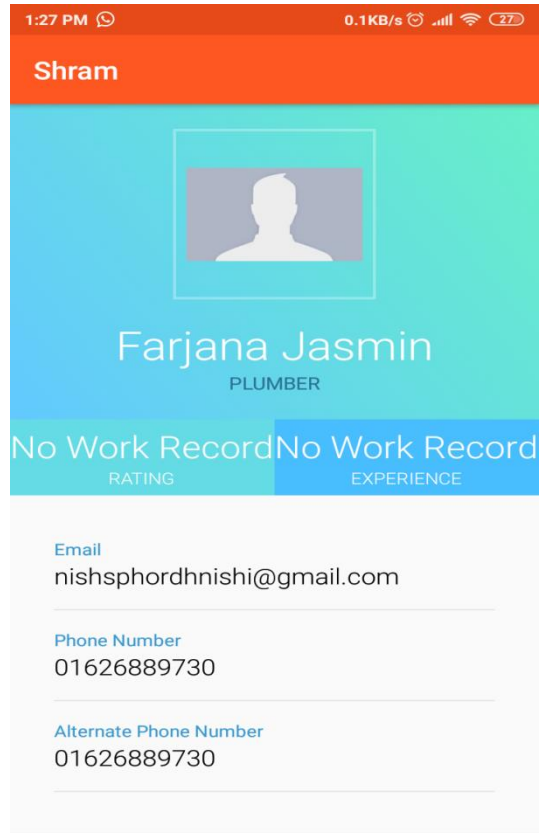 1:27 PM 0.1KB/s 27
Shram
Farjana Jasmin
PLUMBER
No Work Record No Work Record
RATING EXPERIENCE
Email
nishsphordhnishi@gmail.com
Phone Number
01626889730
Alternate Phone Number
01626889730